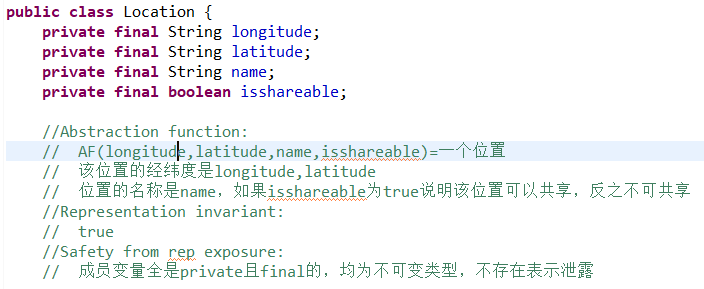 public class Location {
private final String longitude;
private final String latitude;
private final String name;
private final boolean isshareable;
//Abstraction function:
// AF(longitude,latitude,name,isshareable)=一个位置
// 该位置的经纬度是longitude,latitude
// 位置的名称是name，如果isshareable为true说明该位置可以共享，反之不可共享
//Representation invariant:
// true
//Safety from rep exposure:
// 成员变量全是private且final的，均为不可变类型，不存在表示泄露